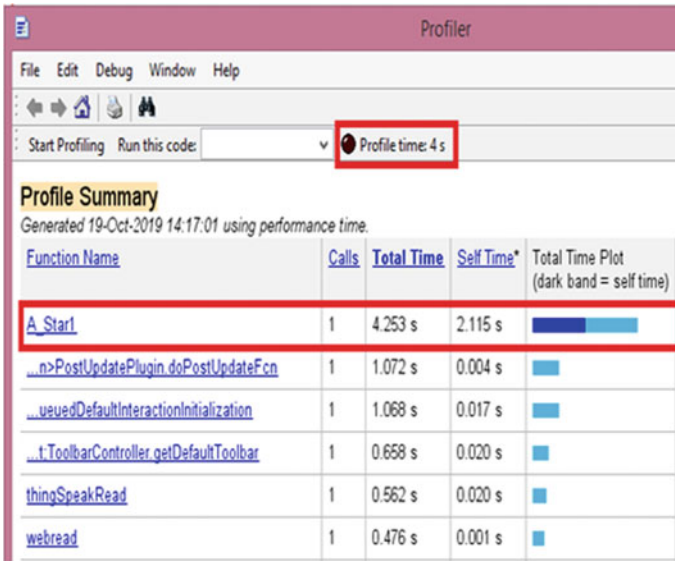 Profiler
File Edit Debug Window Help
Start Profiling Run this code: Profile time: 4 s
Profile Summary
Generated 19-Oct-2019 14:17:01 using performance time.
Function Name Calls Total Time Self Time* Total Time Plot
(dark band = self time)
A_Star1 1 4.253 s 2.115 s
...n>PostUpdatePlugin.doPostUpdateFcn 1 1.072 s 0.004 s
...ueuedDefaultInteractionInitialization 1 1.068 s 0.017 s
...t;ToolbarController.getDefaultToolbar 1 0.658 s 0.020 s
thingSpeakRead 1 0.562 s 0.020 s
webread 1 0.476 s 0.001 s